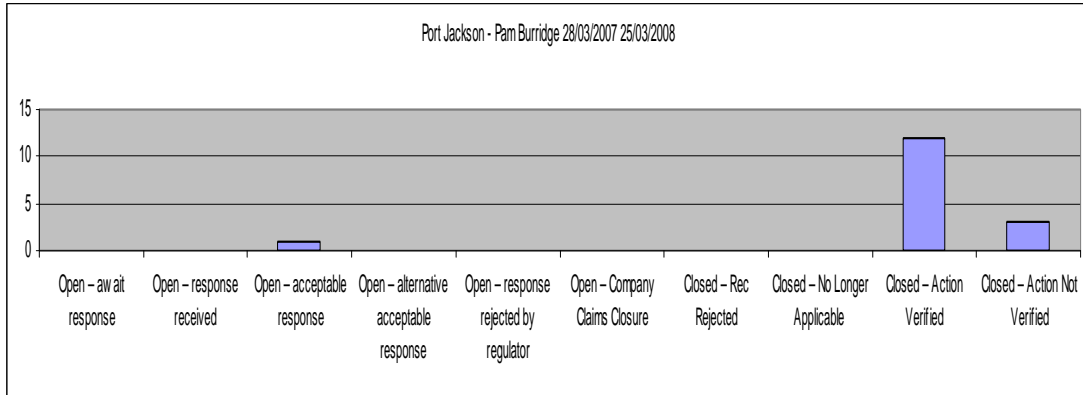 Port Jackson - Pam Burridge 28/03/2007 25/03/2008
15
10
5
0
Open – await
response
Open – response
received
Open – acceptable
response
Open – alternative
acceptable
response
Open – response
rejected by
regulator
Open – Company
Claims Closure
Closed – Rec
Rejected
Closed – No Longer
Applicable
Closed – Action
Verified
Closed – Action Not
Verified